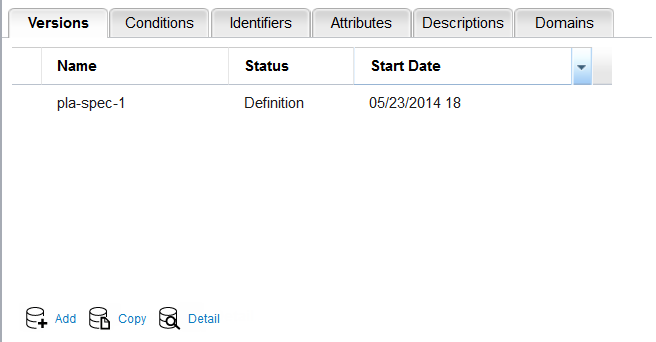 Versions Conditions Identifiers Attributes Descriptions Domains
Name Status Start Date
pla-spec-1 Definition 05/23/2014 18
Add Copy Detail